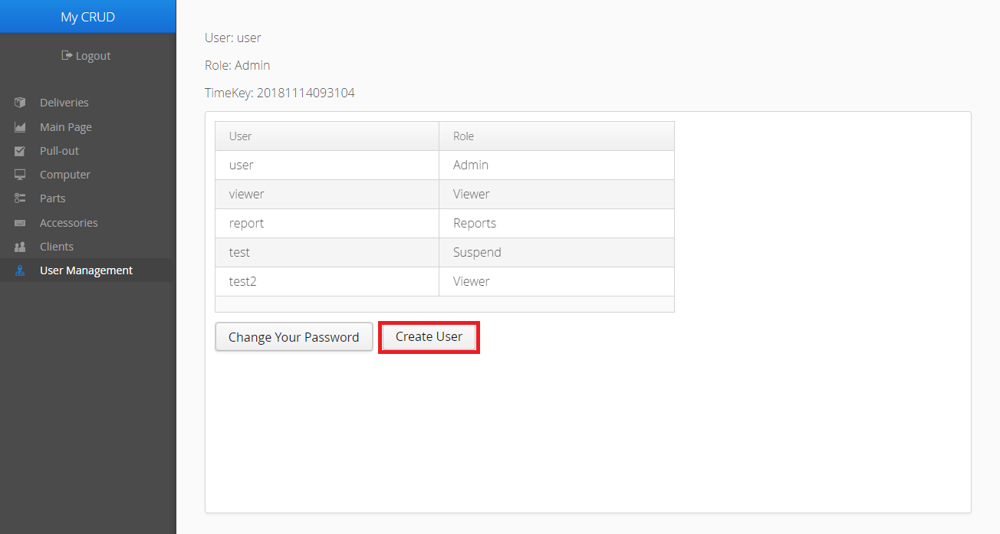 My CRUD
Logout
Deliveries
Main Page
Pull-out
Computer
Parts
Accessories
Clients
User Management
User: user
Role: Admin
TimeKey: 20181114093104
User Role
user Admin
viewer Viewer
report Reports
test Suspend
test2 Viewer
Change Your Password Create User